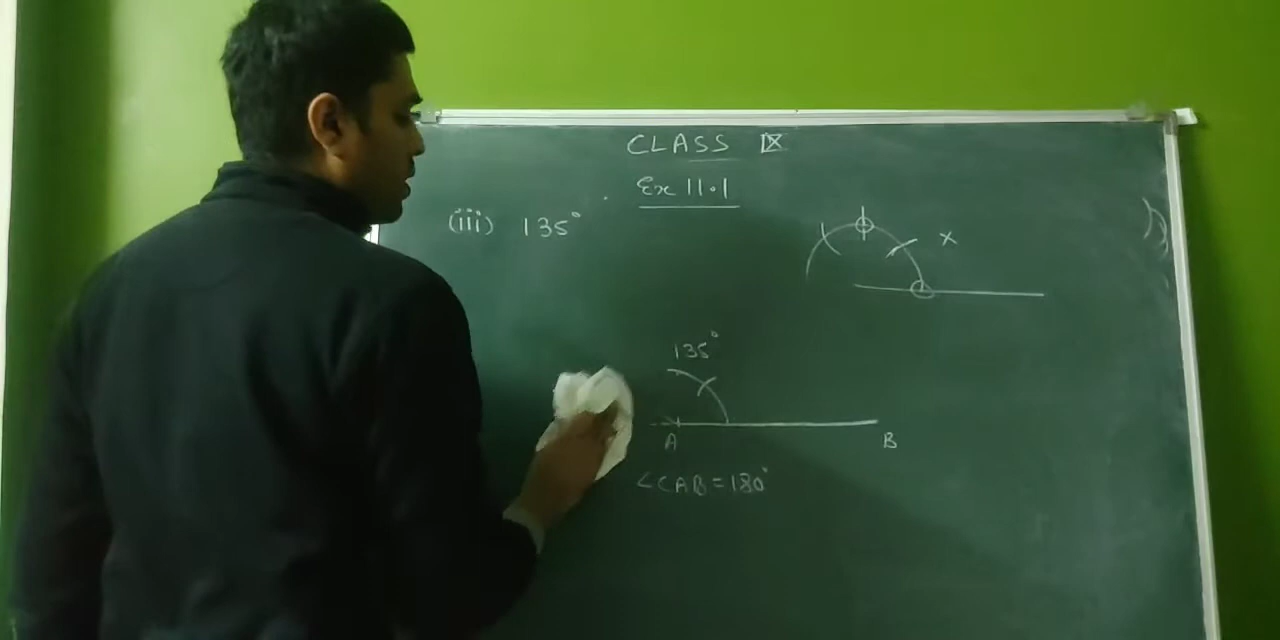 CLASS IX
Ex 11.1
(iii) 135°
x
135°
A B
∠CAB = 180°